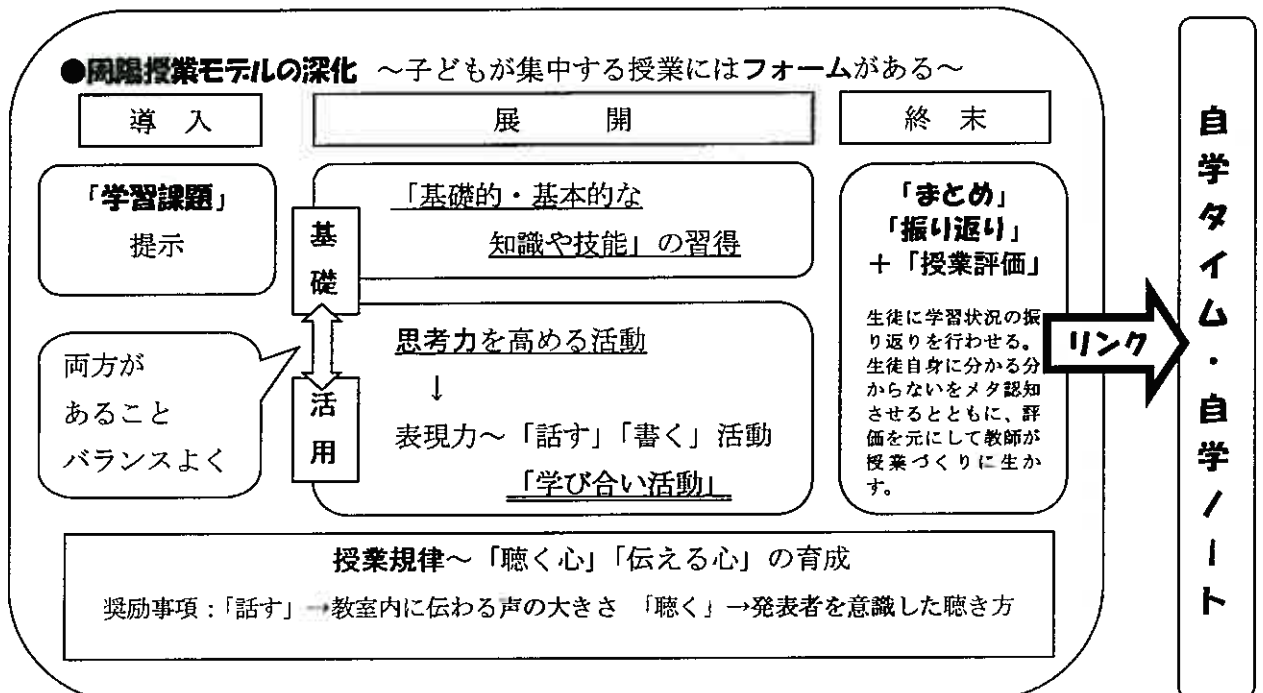 ●周陽授業モデルの深化 ~子どもが集中する授業にはフォームがある~
導 入
展 開
終 末
「学習課題」
提示
基
礎
活
用
「基礎的・基本的な
知識や技能」の習得
両方が
あること
バランスよく
思考力を高める活動
↓
表現力~「話す」「書く」活動
「学び合い活動」
「まとめ」
「振り返り」
+「授業評価」
生徒に学習状況の振
り返りを行わせる。
生徒自身に分かる分
からないをメタ認知
させるとともに、評
価を元にして教師が
授業づくりに生か
す。
リンク
自学タイム・自学ノート
授業規律~「聴く心」「伝える心」の育成
奨励事項:「話す」→教室内に伝わる声の大きさ 「聴く」→発表者を意識した聴き方